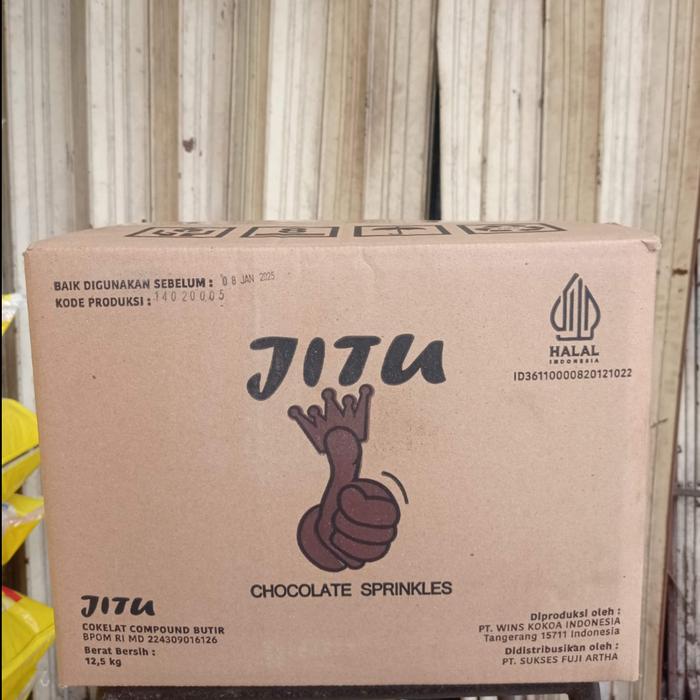 BAIK DIGUNAKAN SEBELUM : 08 JAN 2025
KODE PRODUKSI : 14020005
HALAL
INDONESIA
ID36110000820121022
JITU
CHOCOLATE SPRINKLES
JITU
COKELAT COMPOUND BUTIR
BPOM RI MD 224309016126
Berat Bersih :
12,5 kg
Diproduksi oleh :
PT. WINS KOKOA INDONESIA
Tangerang 15711 Indonesia
Didistribusikan oleh :
PT. SUKSES FUJI ARTHA